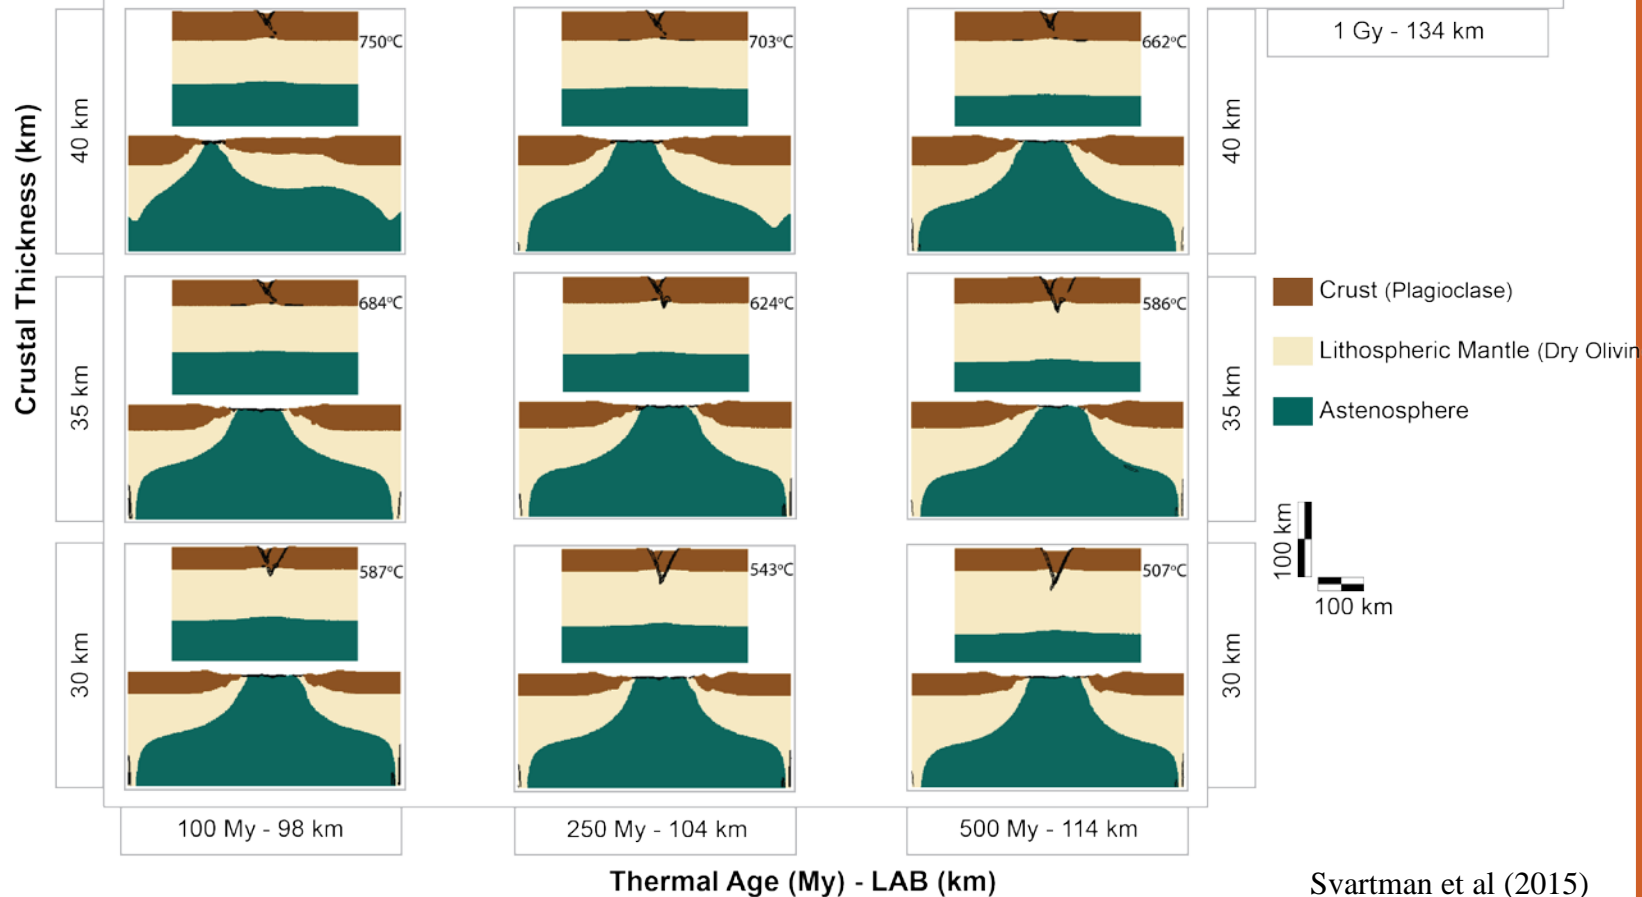 1 Gy - 134 km
Crustal Thickness (km)
40 km
750°C
703°C
662°C
40 km
35 km
684°C
624°C
586°C
35 km
30 km
587°C
543°C
507°C
30 km
Crust (Plagioclase)
Lithospheric Mantle (Dry Olivin
Astenosphere
100 km
100 km
100 My - 98 km
250 My - 104 km
500 My - 114 km
Thermal Age (My) - LAB (km)
Svartman et al (2015)